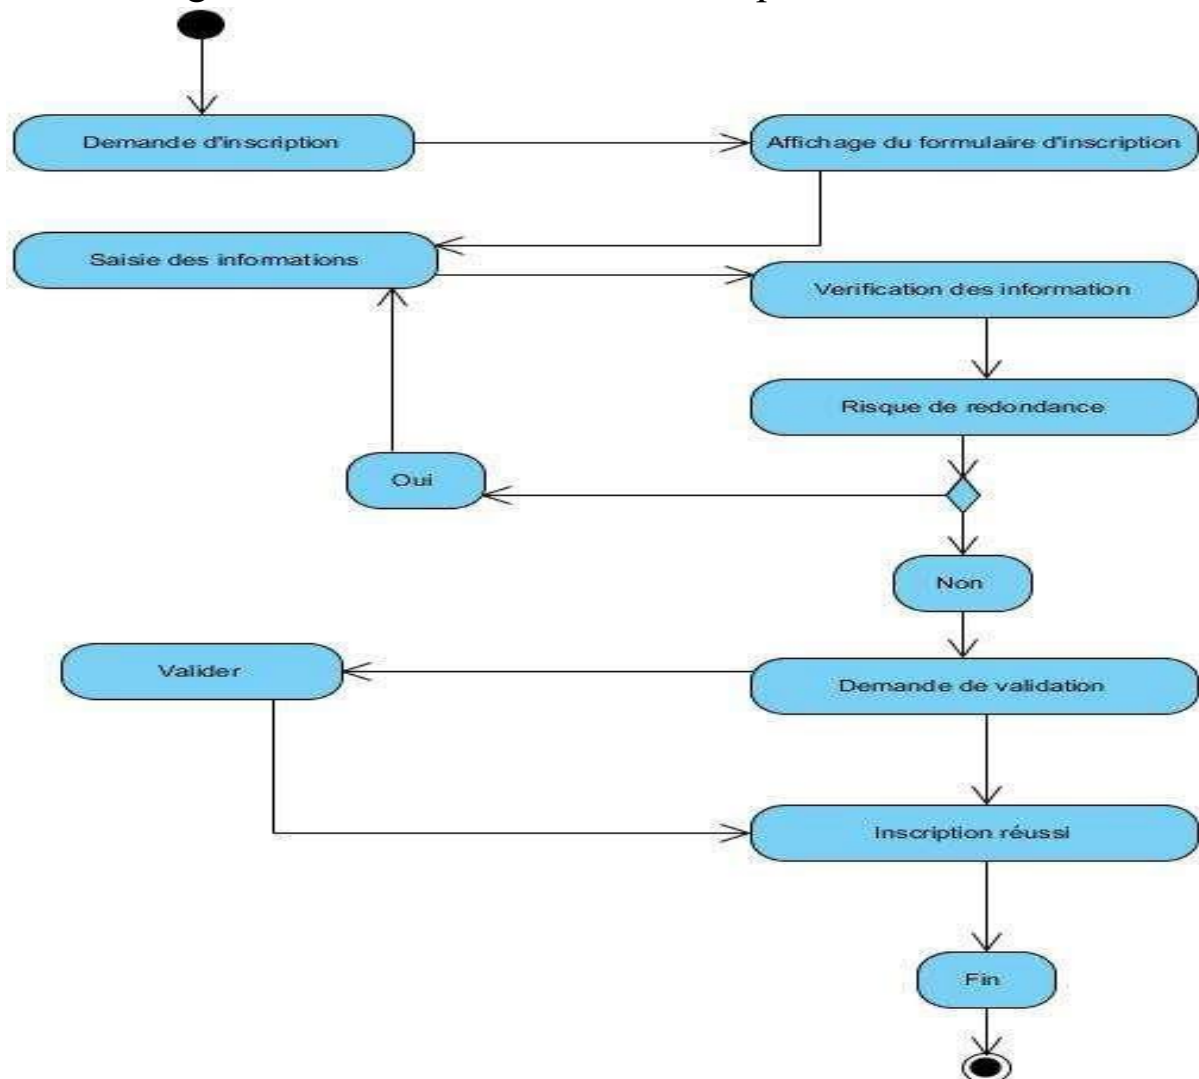 Demande d'inscription
Affichage du formulaire d'inscription
Saisie des informations
Verification des information
Risque de redondance
Oui
Non
Valider
Demande de validation
Inscription réussi
Fin